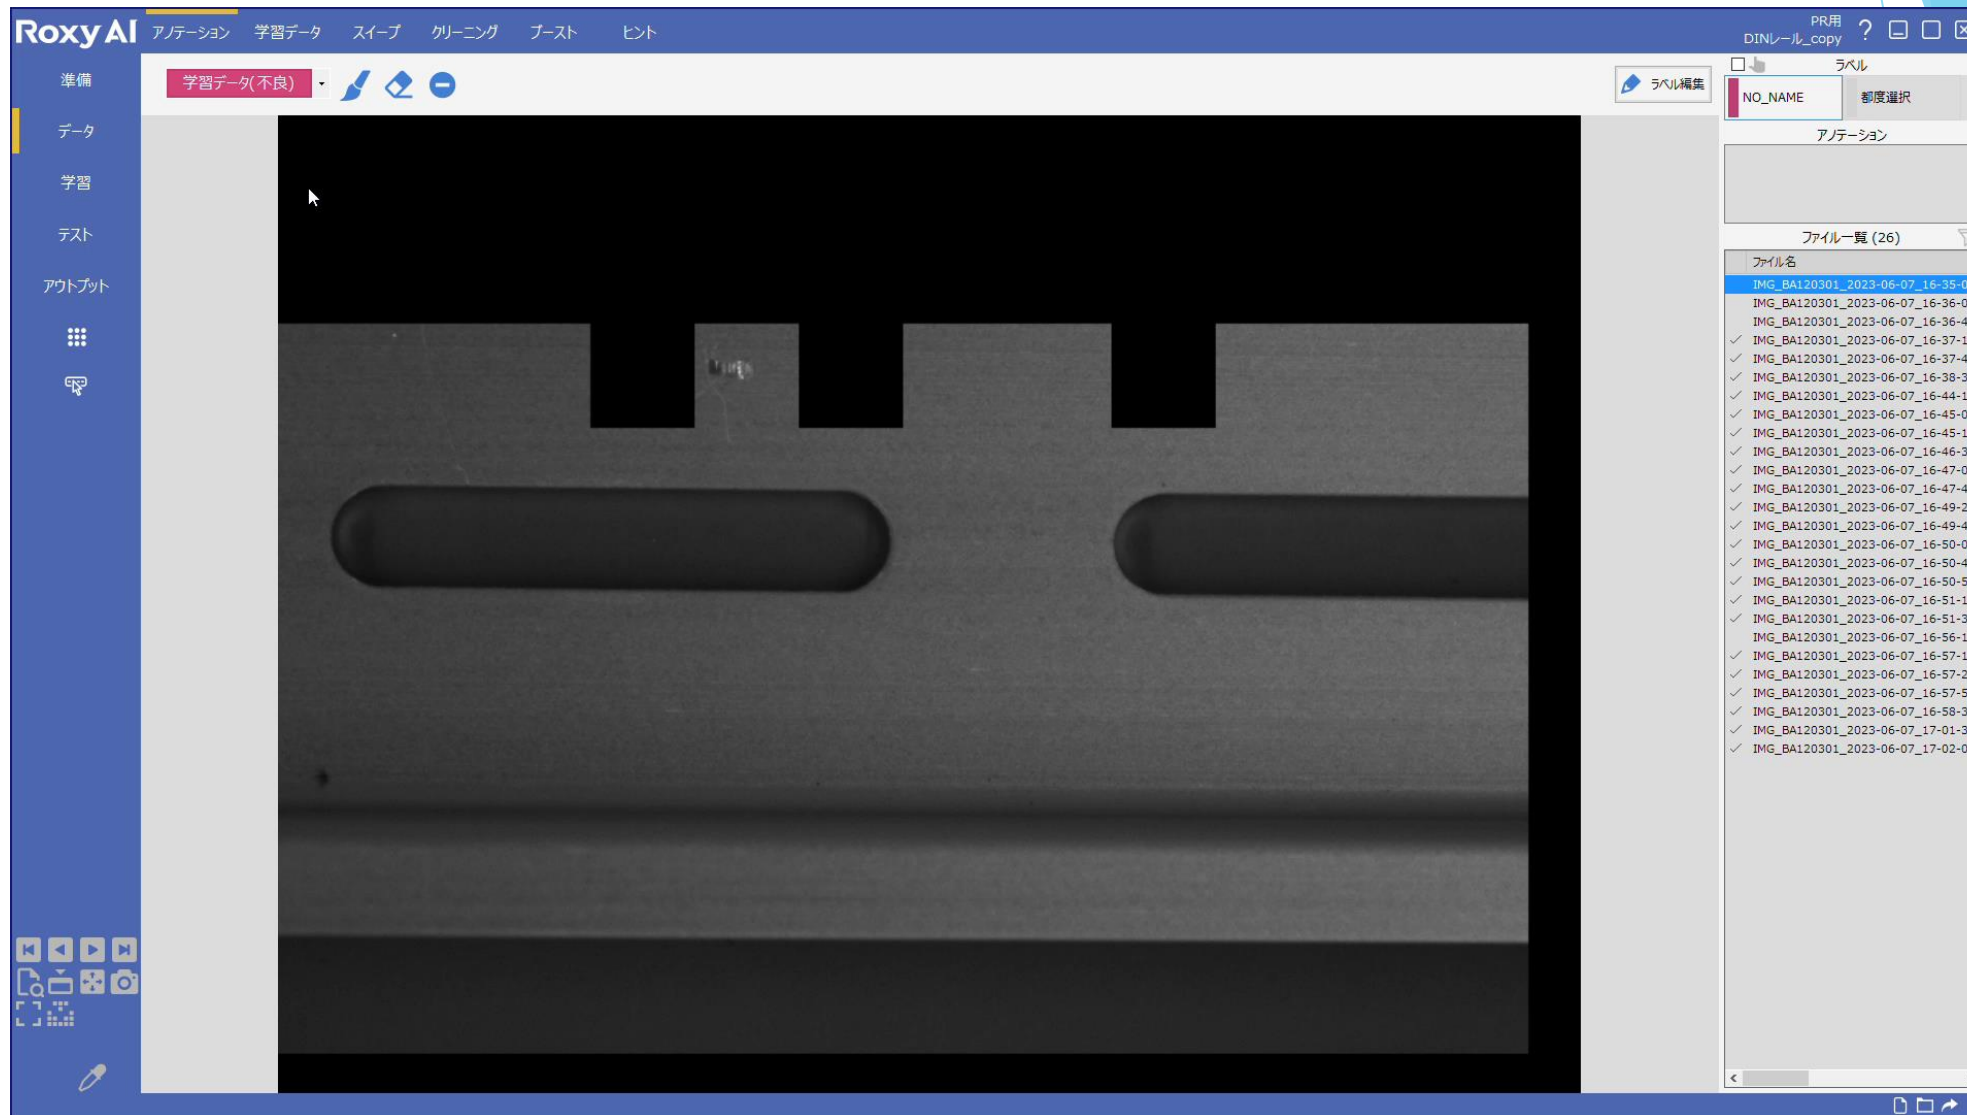 Roxy AI
アノテーション 学習データ スイープ クリーニング ブースト ヒント
PR用
DINレール_copy
?
準備
データ
学習
テスト
アウトプット
学習データ(不良)
ラベル編集
ラベル
NO_NAME 都度選択
アノテーション
ファイル一覧 (26)
ファイル名
IMG_BA120301_2023-06-07_16-35-0
IMG_BA120301_2023-06-07_16-36-0
IMG_BA120301_2023-06-07_16-36-4
IMG_BA120301_2023-06-07_16-37-1
IMG_BA120301_2023-06-07_16-37-4
IMG_BA120301_2023-06-07_16-38-3
IMG_BA120301_2023-06-07_16-44-1
IMG_BA120301_2023-06-07_16-45-0
IMG_BA120301_2023-06-07_16-45-1
IMG_BA120301_2023-06-07_16-46-3
IMG_BA120301_2023-06-07_16-47-0
IMG_BA120301_2023-06-07_16-47-4
IMG_BA120301_2023-06-07_16-49-2
IMG_BA120301_2023-06-07_16-49-4
IMG_BA120301_2023-06-07_16-50-0
IMG_BA120301_2023-06-07_16-50-4
IMG_BA120301_2023-06-07_16-50-5
IMG_BA120301_2023-06-07_16-51-1
IMG_BA120301_2023-06-07_16-51-3
IMG_BA120301_2023-06-07_16-56-1
IMG_BA120301_2023-06-07_16-57-1
IMG_BA120301_2023-06-07_16-57-2
IMG_BA120301_2023-06-07_16-57-5
IMG_BA120301_2023-06-07_16-58-3
IMG_BA120301_2023-06-07_17-01-3
IMG_BA120301_2023-06-07_17-02-0